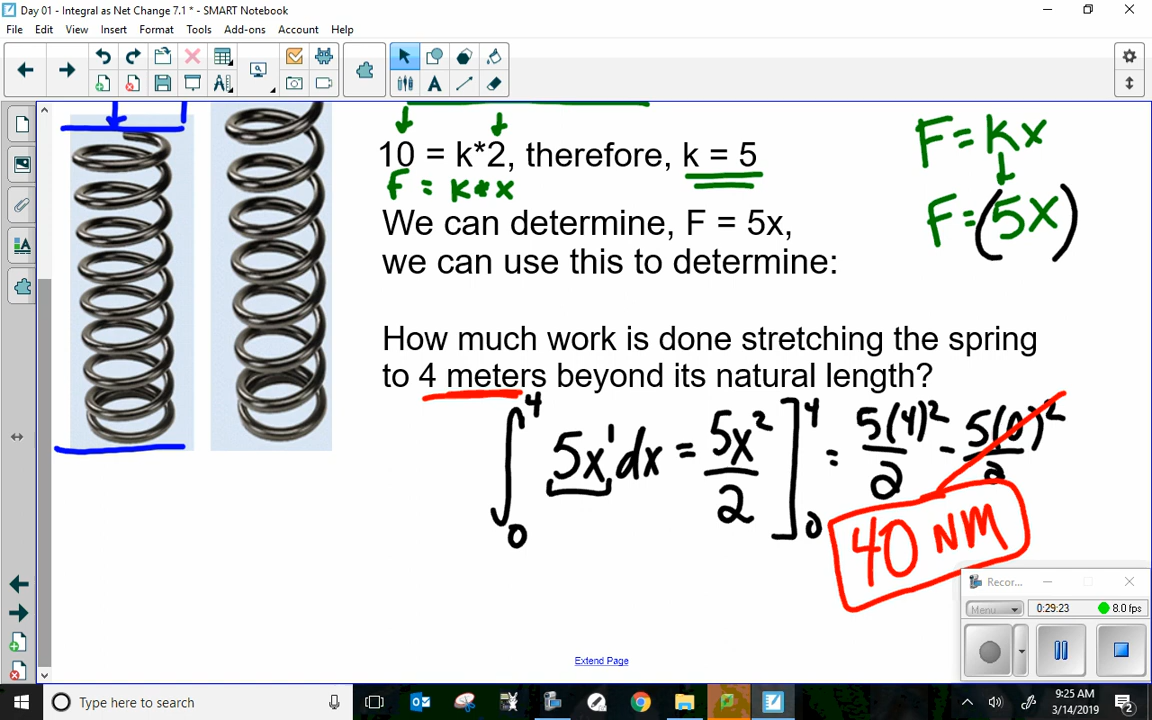 Day 01 - Integral as Net Change 7.1 * - SMART Notebook
File Edit View Insert Format Tools Add-ons Account Help
10 = k*2, therefore, k = 5
F = k * x
F = kx
F = (5x)
We can determine, F = 5x,
we can use this to determine:
How much work is done stretching the spring
to 4 meters beyond its natural length?
∫₀⁴ 5x¹ dx = 5x²/2 ]₀⁴ = 5(4)²/2 - 5(0)²/2
40 NM
Recor...
Menu 0:29:23 8.0 fps
Extend Page
Type here to search
9:25 AM
3/14/2019
2